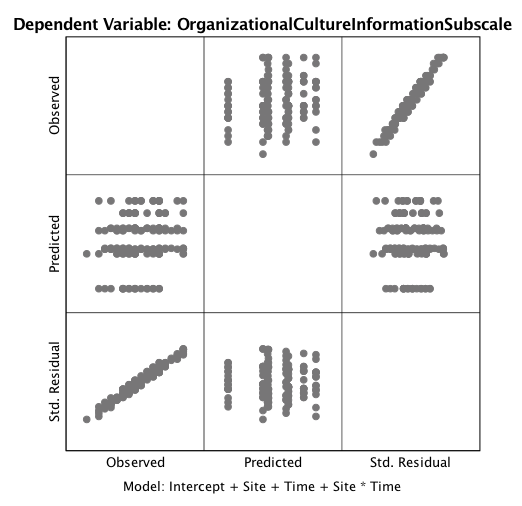 Dependent Variable: OrganizationalCultureInformationSubscale
Observed
Predicted
Std. Residual
Observed Predicted Std. Residual
Model: Intercept + Site + Time + Site * Time